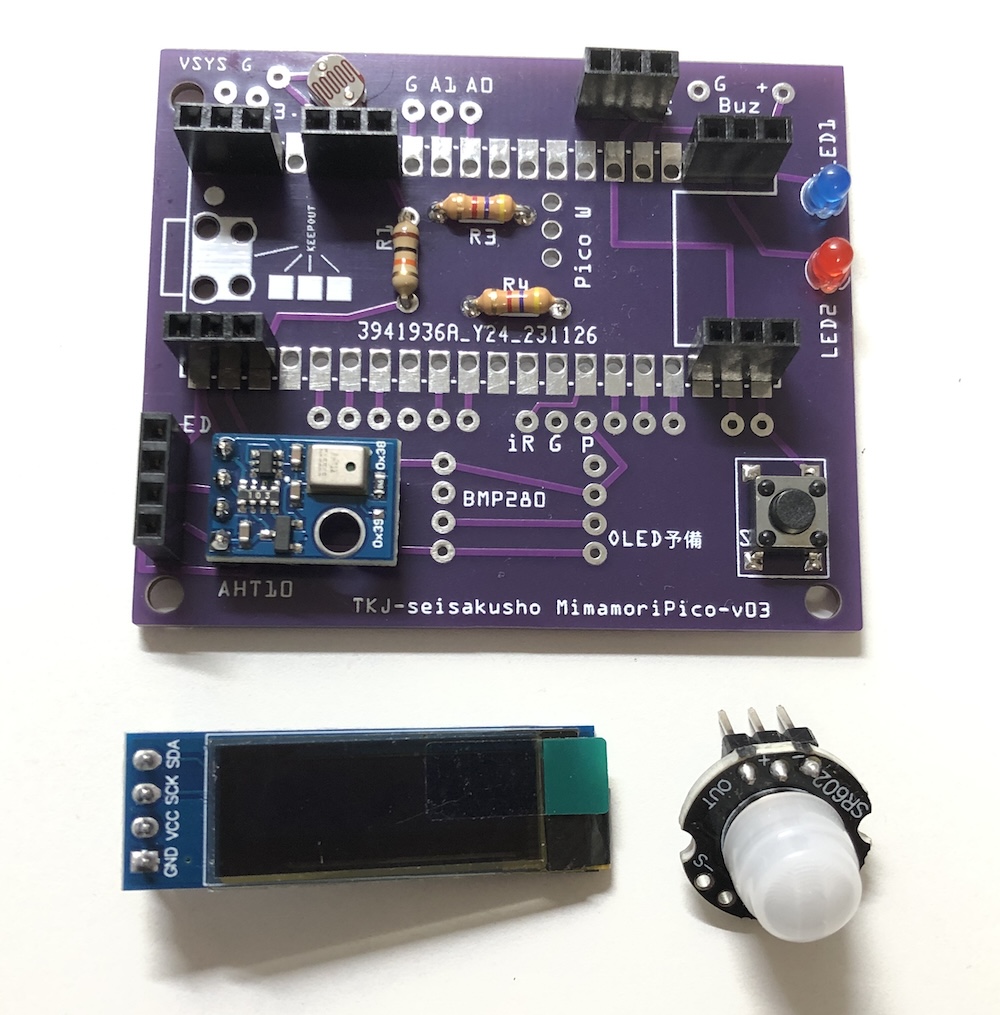 VSYS G
3.
G A1 A0
G +
Buz
LED1
KEEPOUT
R1
R3
Pico W
R4
LED2
3941936A_Y24_231126
iR G P
BMP280
0x38
0x39
OLED予備
AHT10
TKJ-seisakusho MimamoriPico-v03
GND VCC SCK SDA
OUT
+
SR602
S